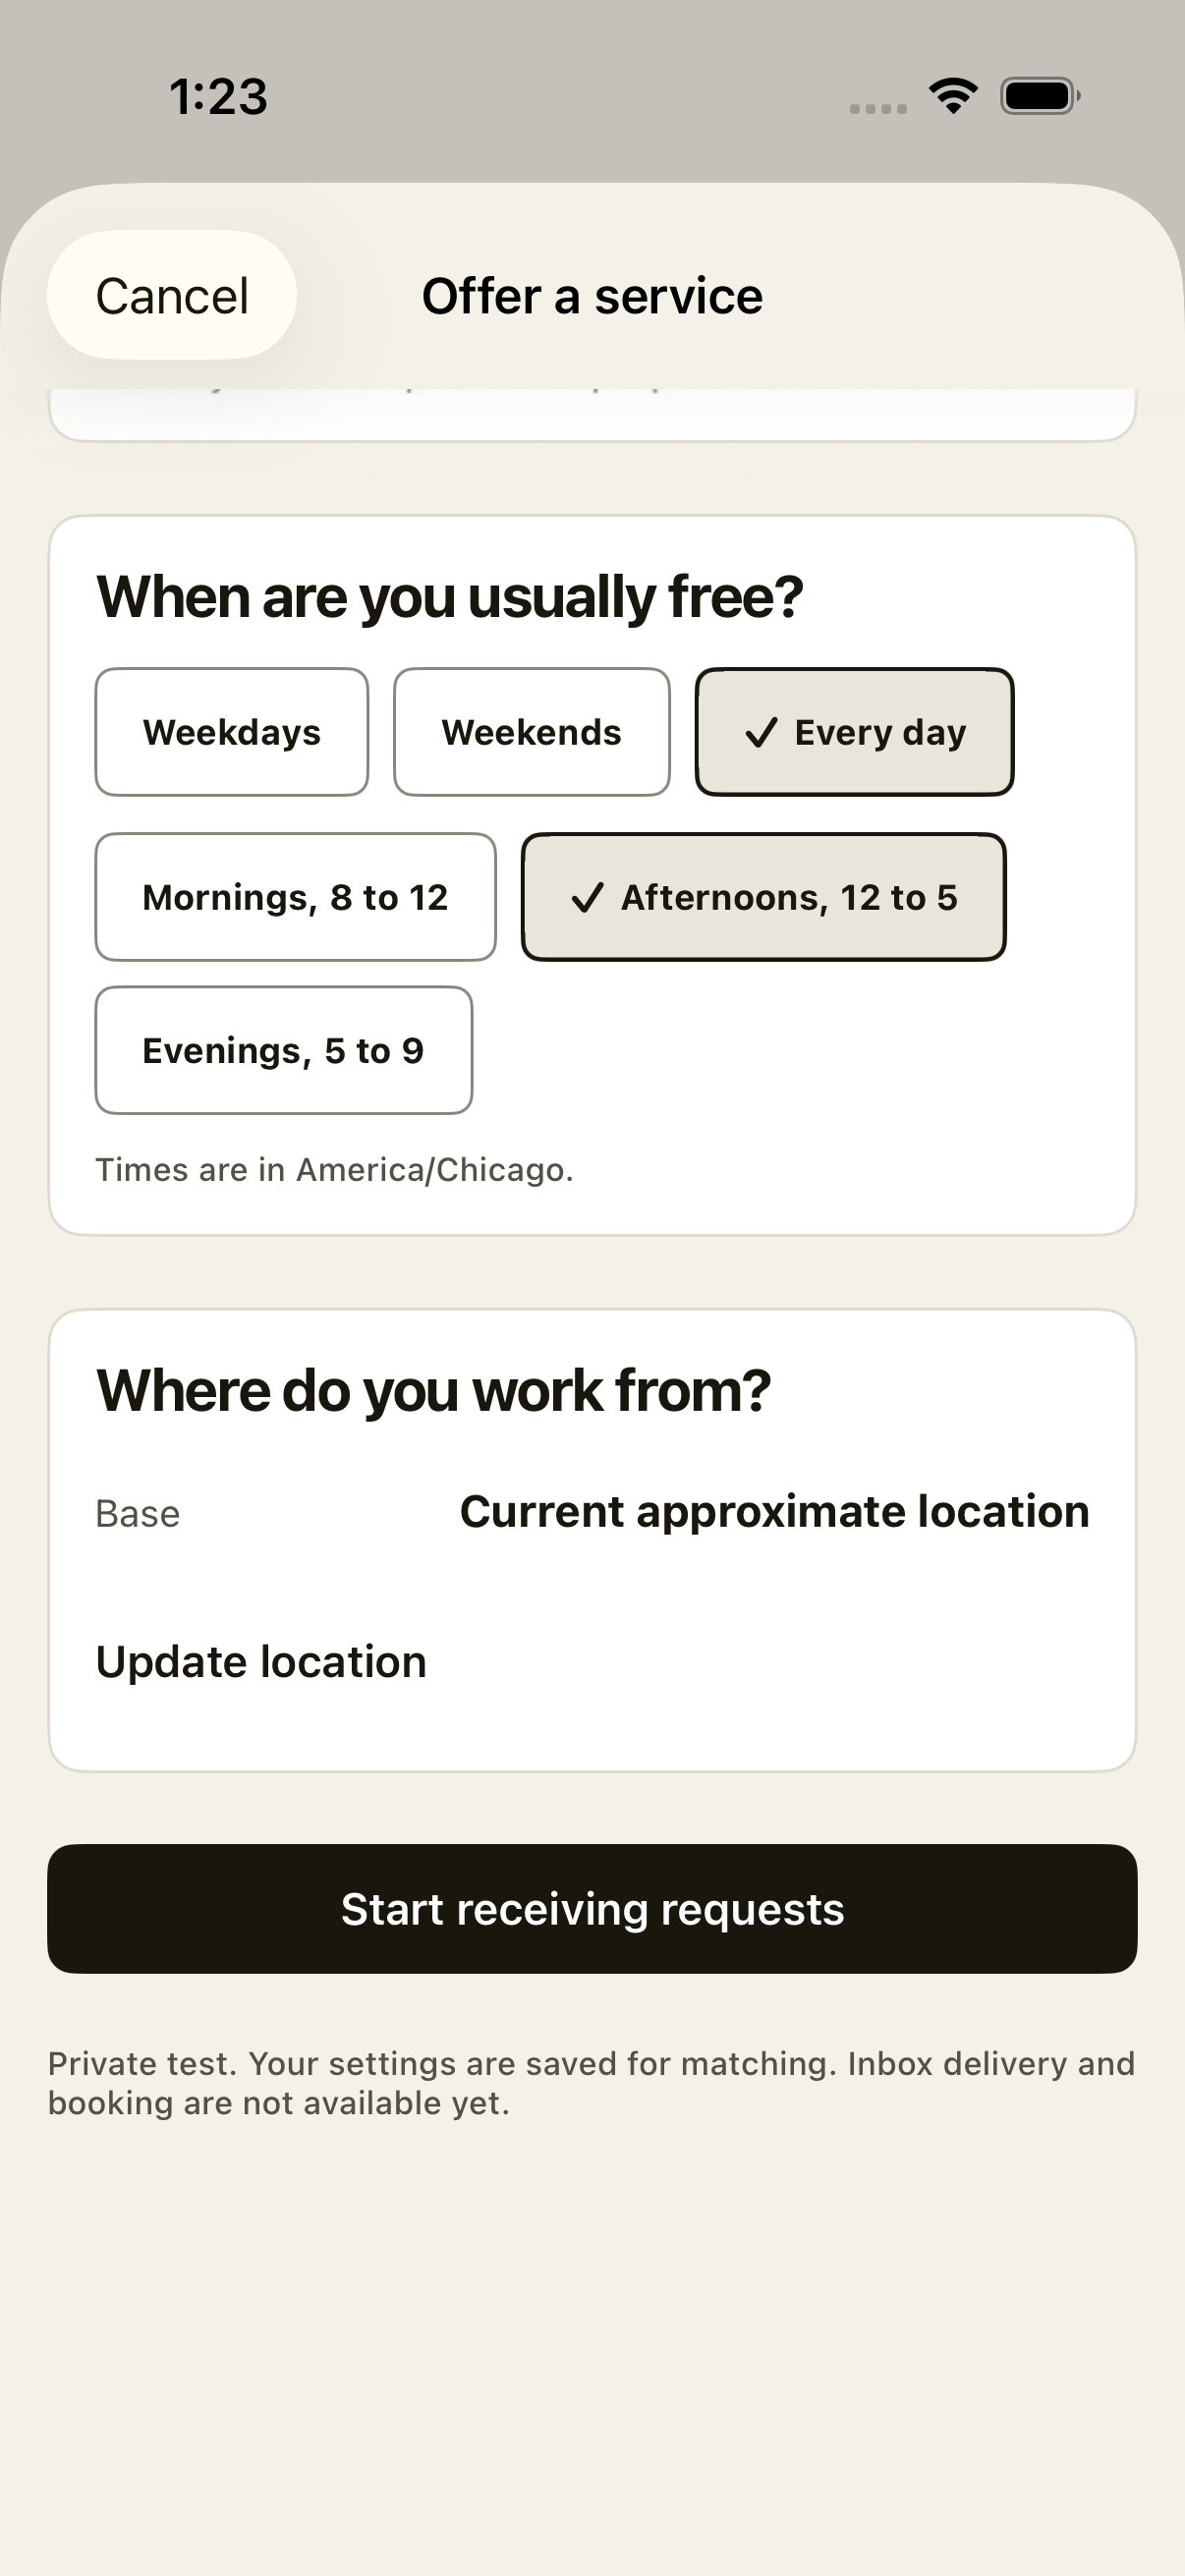 1:23
Cancel
Offer a service
When are you usually free?
Weekdays
Weekends
Every day
Mornings, 8 to 12
Afternoons, 12 to 5
Evenings, 5 to 9
Times are in America/Chicago.
Where do you work from?
Base
Current approximate location
Update location
Start receiving requests
Private test. Your settings are saved for matching. Inbox delivery and
booking are not available yet.